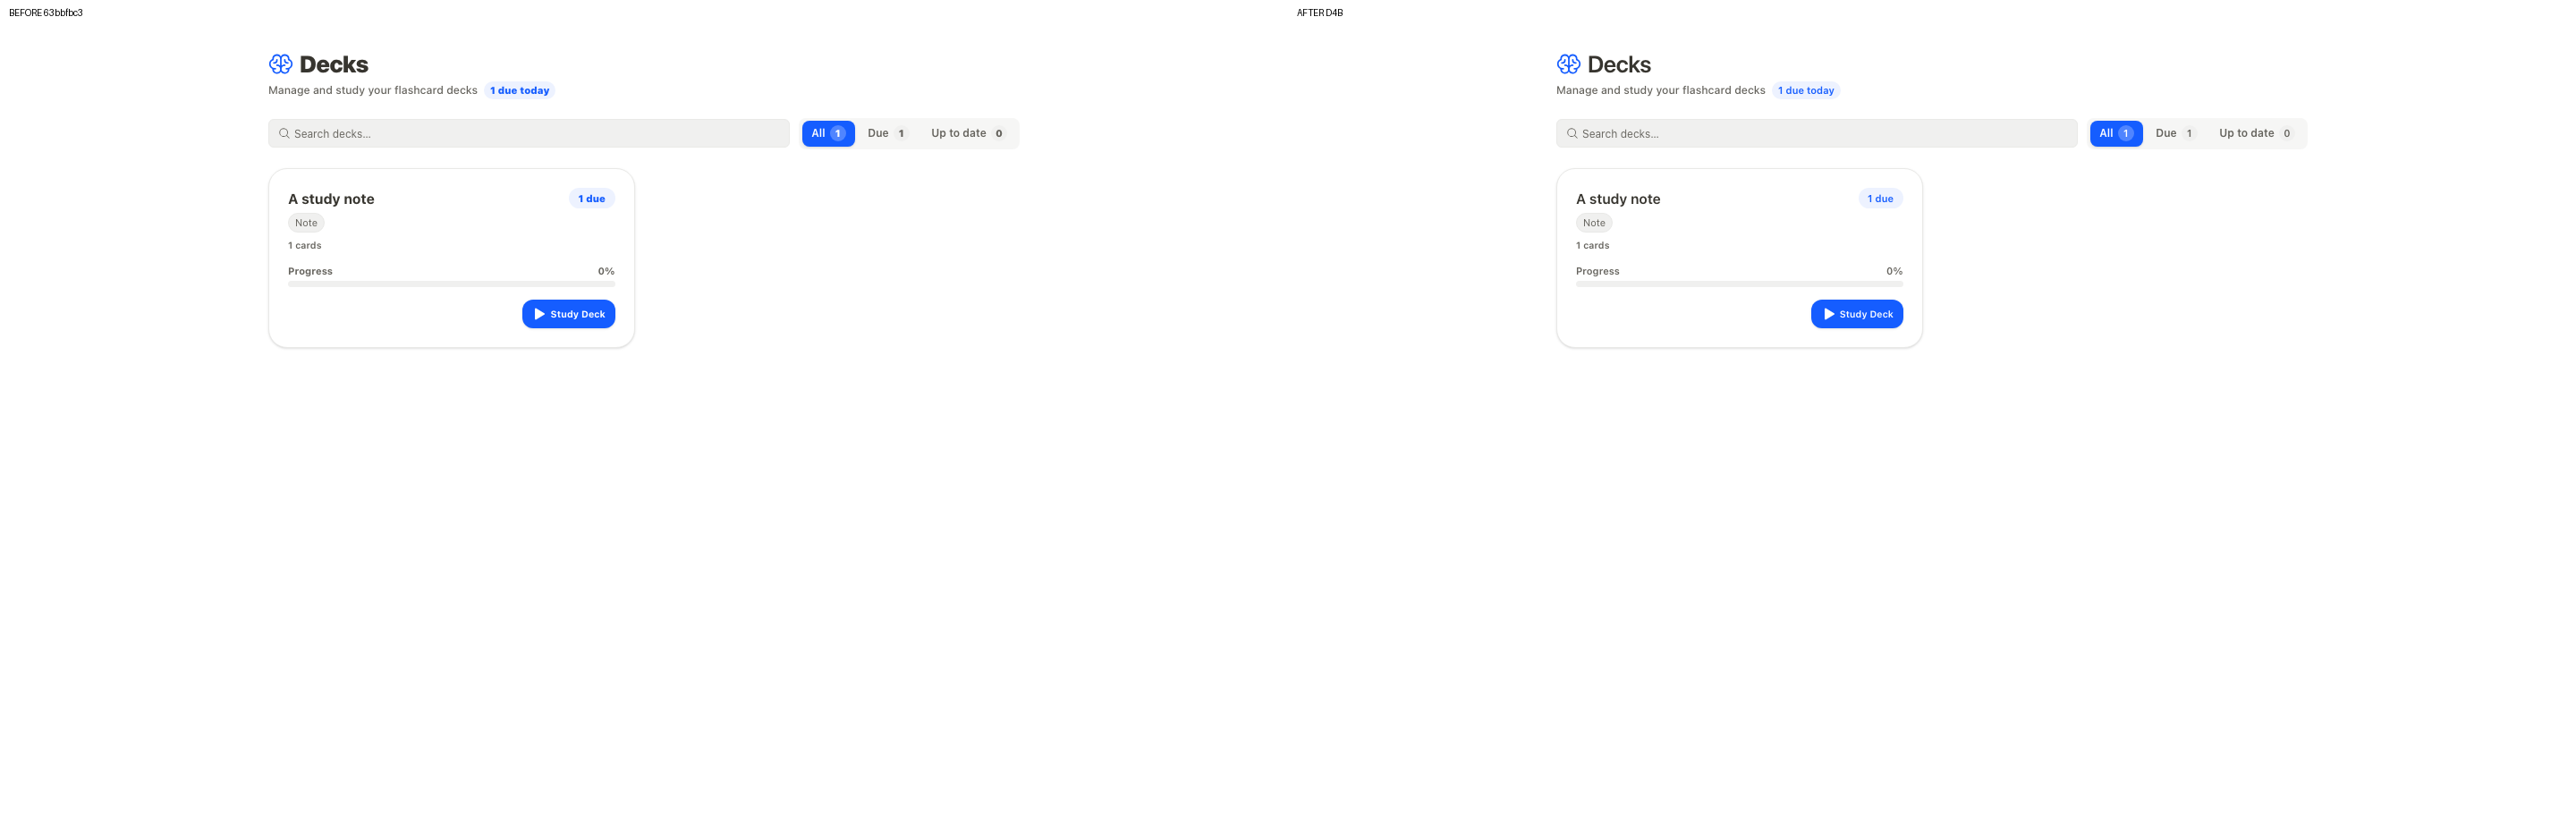 BEFORE 63bbfbc3
Decks
Manage and study your flashcard decks 1 due today
Search decks... All 1 Due 1 Up to date 0
A study note 1 due
Note
1 cards
Progress 0%
Study Deck
AFTER D4B
Decks
Manage and study your flashcard decks 1 due today
Search decks... All 1 Due 1 Up to date 0
A study note 1 due
Note
1 cards
Progress 0%
Study Deck